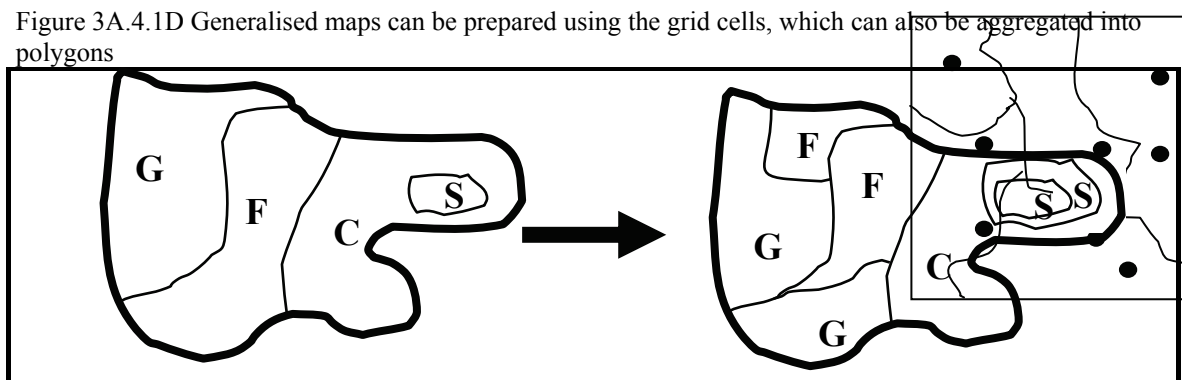 Figure 3A.4.1D Generalised maps can be prepared using the grid cells, which can also be aggregated into
polygons
G
F
C
S
F
F
G
S
S
C
G